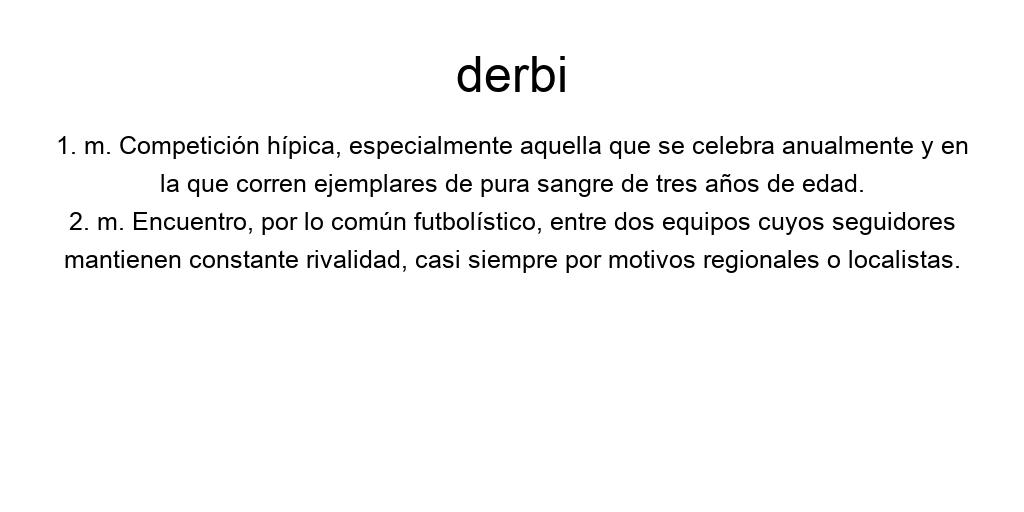 derbi
1. m. Competición hípica, especialmente aquella que se celebra anualmente y en
la que corren ejemplares de pura sangre de tres años de edad.
2. m. Encuentro, por lo común futbolístico, entre dos equipos cuyos seguidores
mantienen constante rivalidad, casi siempre por motivos regionales o localistas.